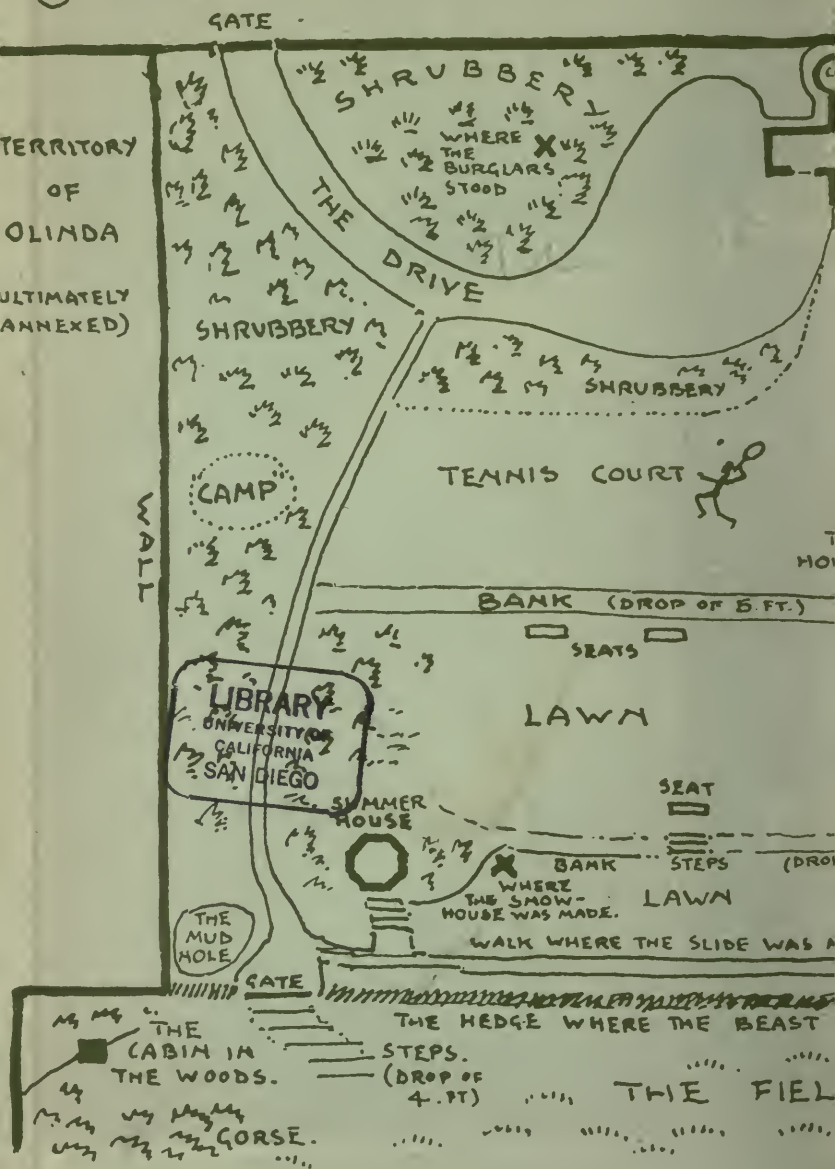 GATE
SHRUBBERY
WHERE
THE
BURGLARS
STOOD
TERRITORY
OF
OLINDA
ULTIMATELY
ANNEXED)
THE DRIVE
SHRUBBERY
SHRUBBERY
TENNIS COURT
CAMP
WALL
BANK (DROP OF 5.FT.)
SEATS
LAWN
LIBRARY
UNIVERSITY OF
CALIFORNIA
SAN DIEGO
SEAT
SUMMER
HOUSE
BANK
STEPS
WHERE
THE SNOW-
HOUSE WAS MADE.
LAWN
THE
MUD
HOLE
WALK WHERE THE SLIDE WAS
GATE
THE HEDGE WHERE THE BEAST
THE
CABIN IN
THE WOODS.
STEPS.
(DROP OF
4.FT)
THE
GORSE.